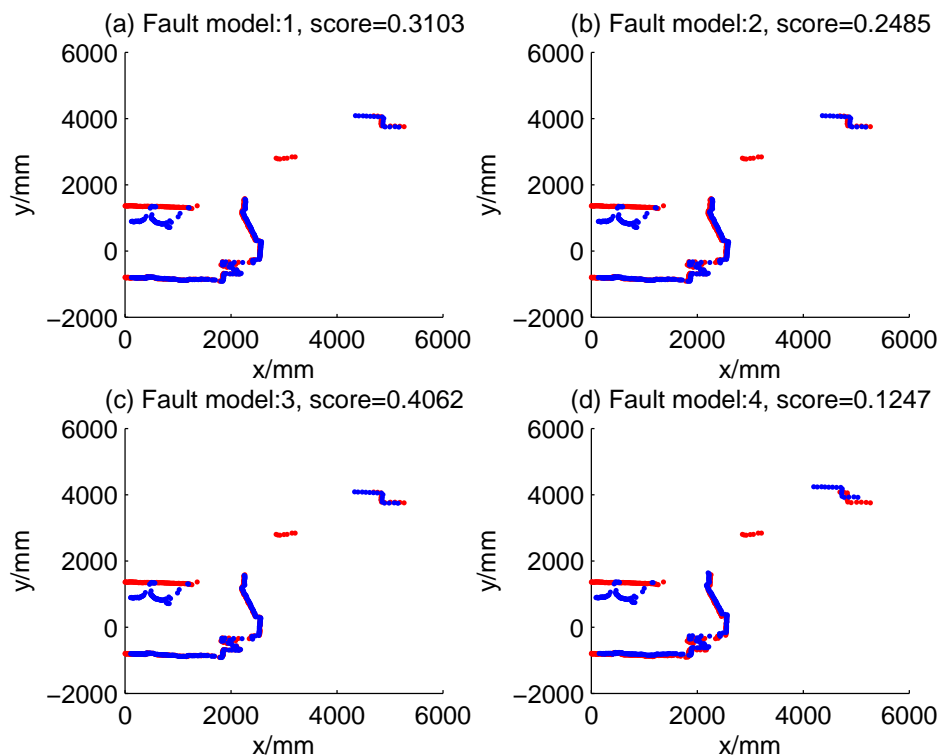 (a) Fault model:1, score=0.3103
(b) Fault model:2, score=0.2485
6000
4000
2000
0
−2000
y/mm
0 2000 4000 6000
x/mm
6000
4000
2000
0
−2000
y/mm
0 2000 4000 6000
x/mm
(c) Fault model:3, score=0.4062
(d) Fault model:4, score=0.1247
6000
4000
2000
0
−2000
y/mm
0 2000 4000 6000
x/mm
6000
4000
2000
0
−2000
y/mm
0 2000 4000 6000
x/mm